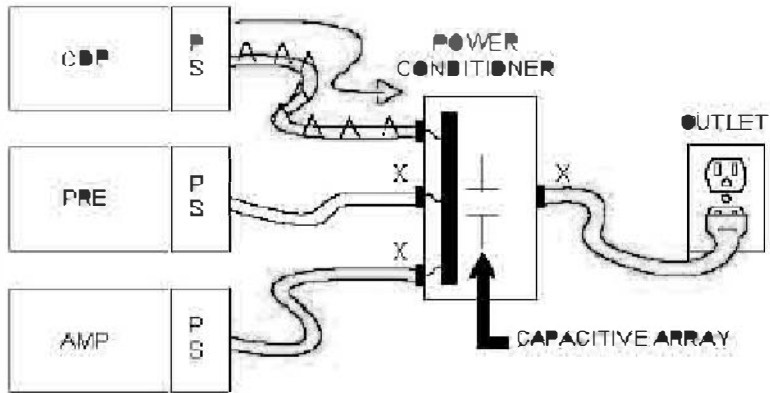 CDP
P
S
POWER
CONDITIONER
OUTLET
X
X
PRE
P
S
X
AMP
P
S
CAPACITIVE ARRAY